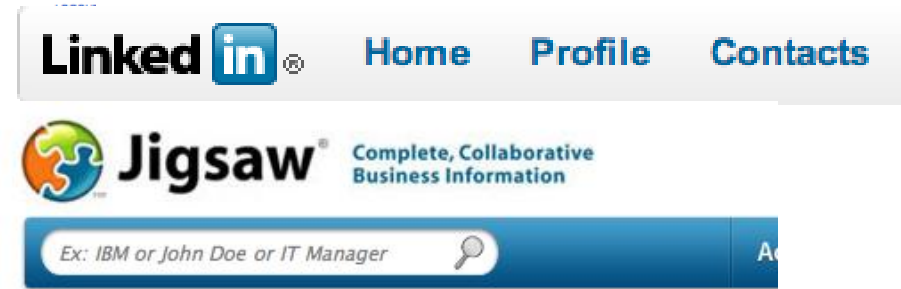 Linked in ® Home Profile Contacts
Jigsaw® Complete, Collaborative
Business Information
Ex: IBM or John Doe or IT Manager